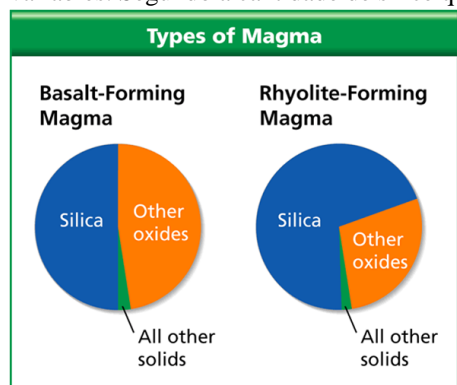 Types of Magma
Basalt-Forming
Magma
Silica
Other
oxides
All other
solids
Rhyolite-Forming
Magma
Silica
Other
oxides
All other
solids